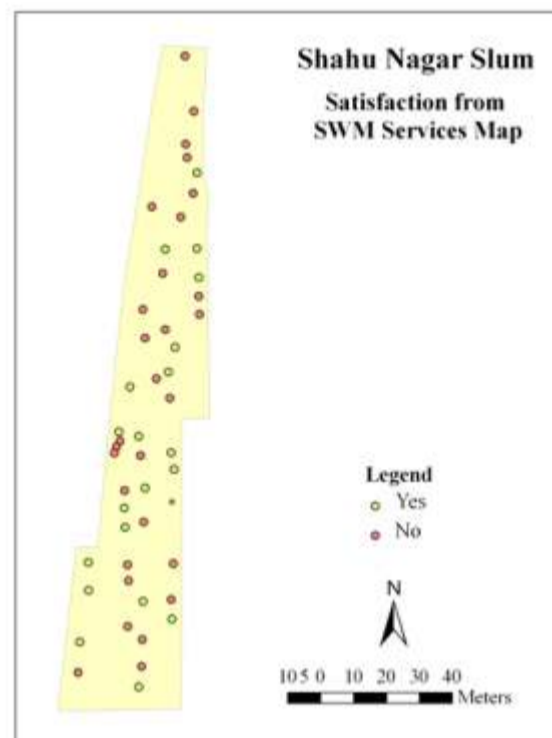 Shahu Nagar Slum
Satisfaction from
SWM Services Map
Legend
Yes
No
N
10 5 0 10 20 30 40
Meters